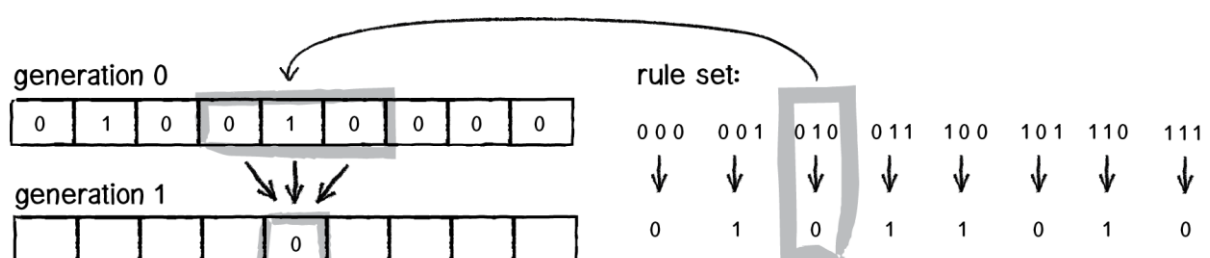 generation 0
0 1 0 0 1 0 0 0 0
generation 1
0
rule set:
000 001 010 011 100 101 110 111
0 1 0 1 1 0 1 0